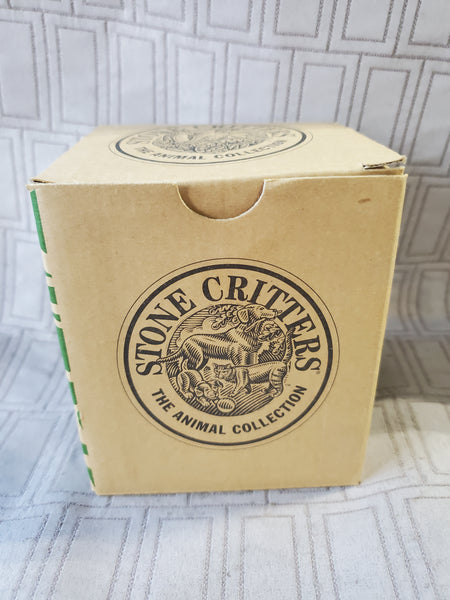 THE ANIMAL COLLECTION
STONE CRITTERS
THE ANIMAL COLLECTION